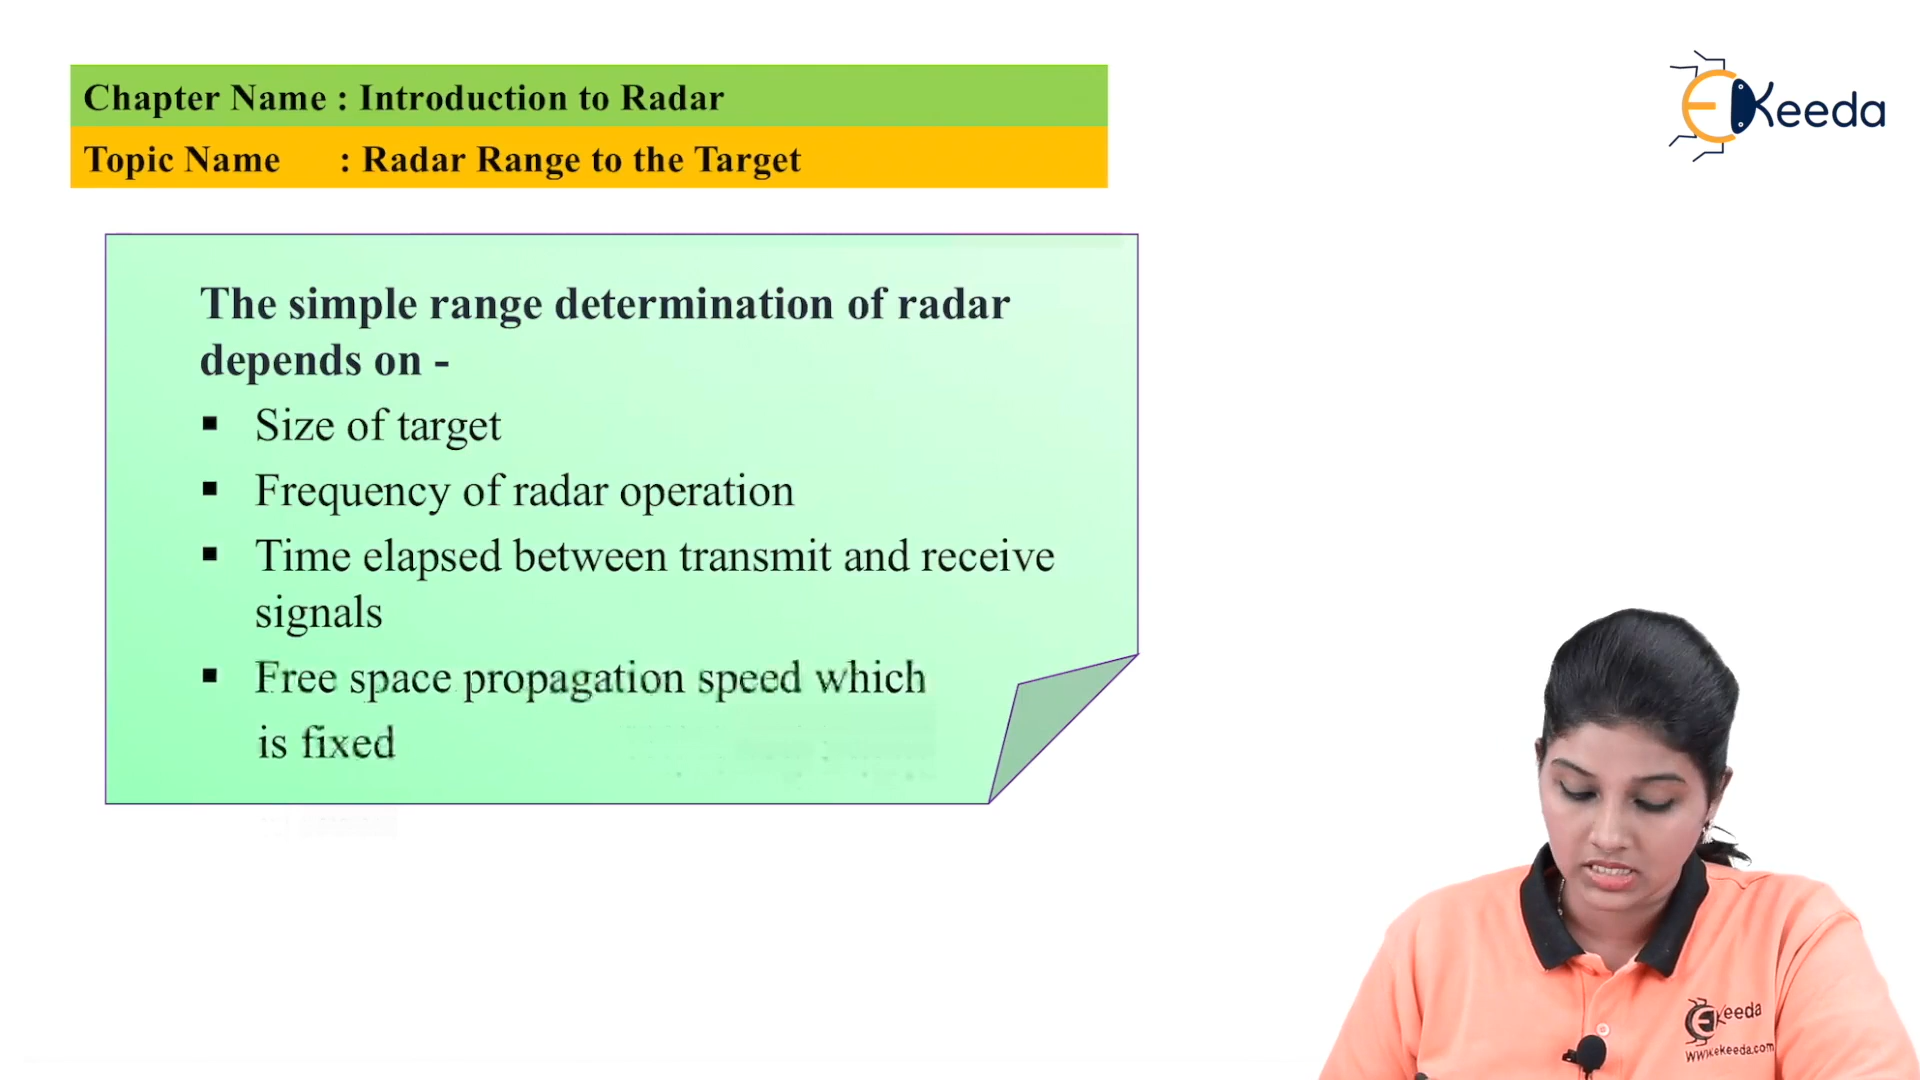 Chapter Name : Introduction to Radar
Topic Name : Radar Range to the Target
EKeeda
The simple range determination of radar
depends on -
▪ Size of target
▪ Frequency of radar operation
▪ Time elapsed between transmit and receive
signals
▪ Free space propagation speed which
is fixed
EKeeda
www.ekeeda.com